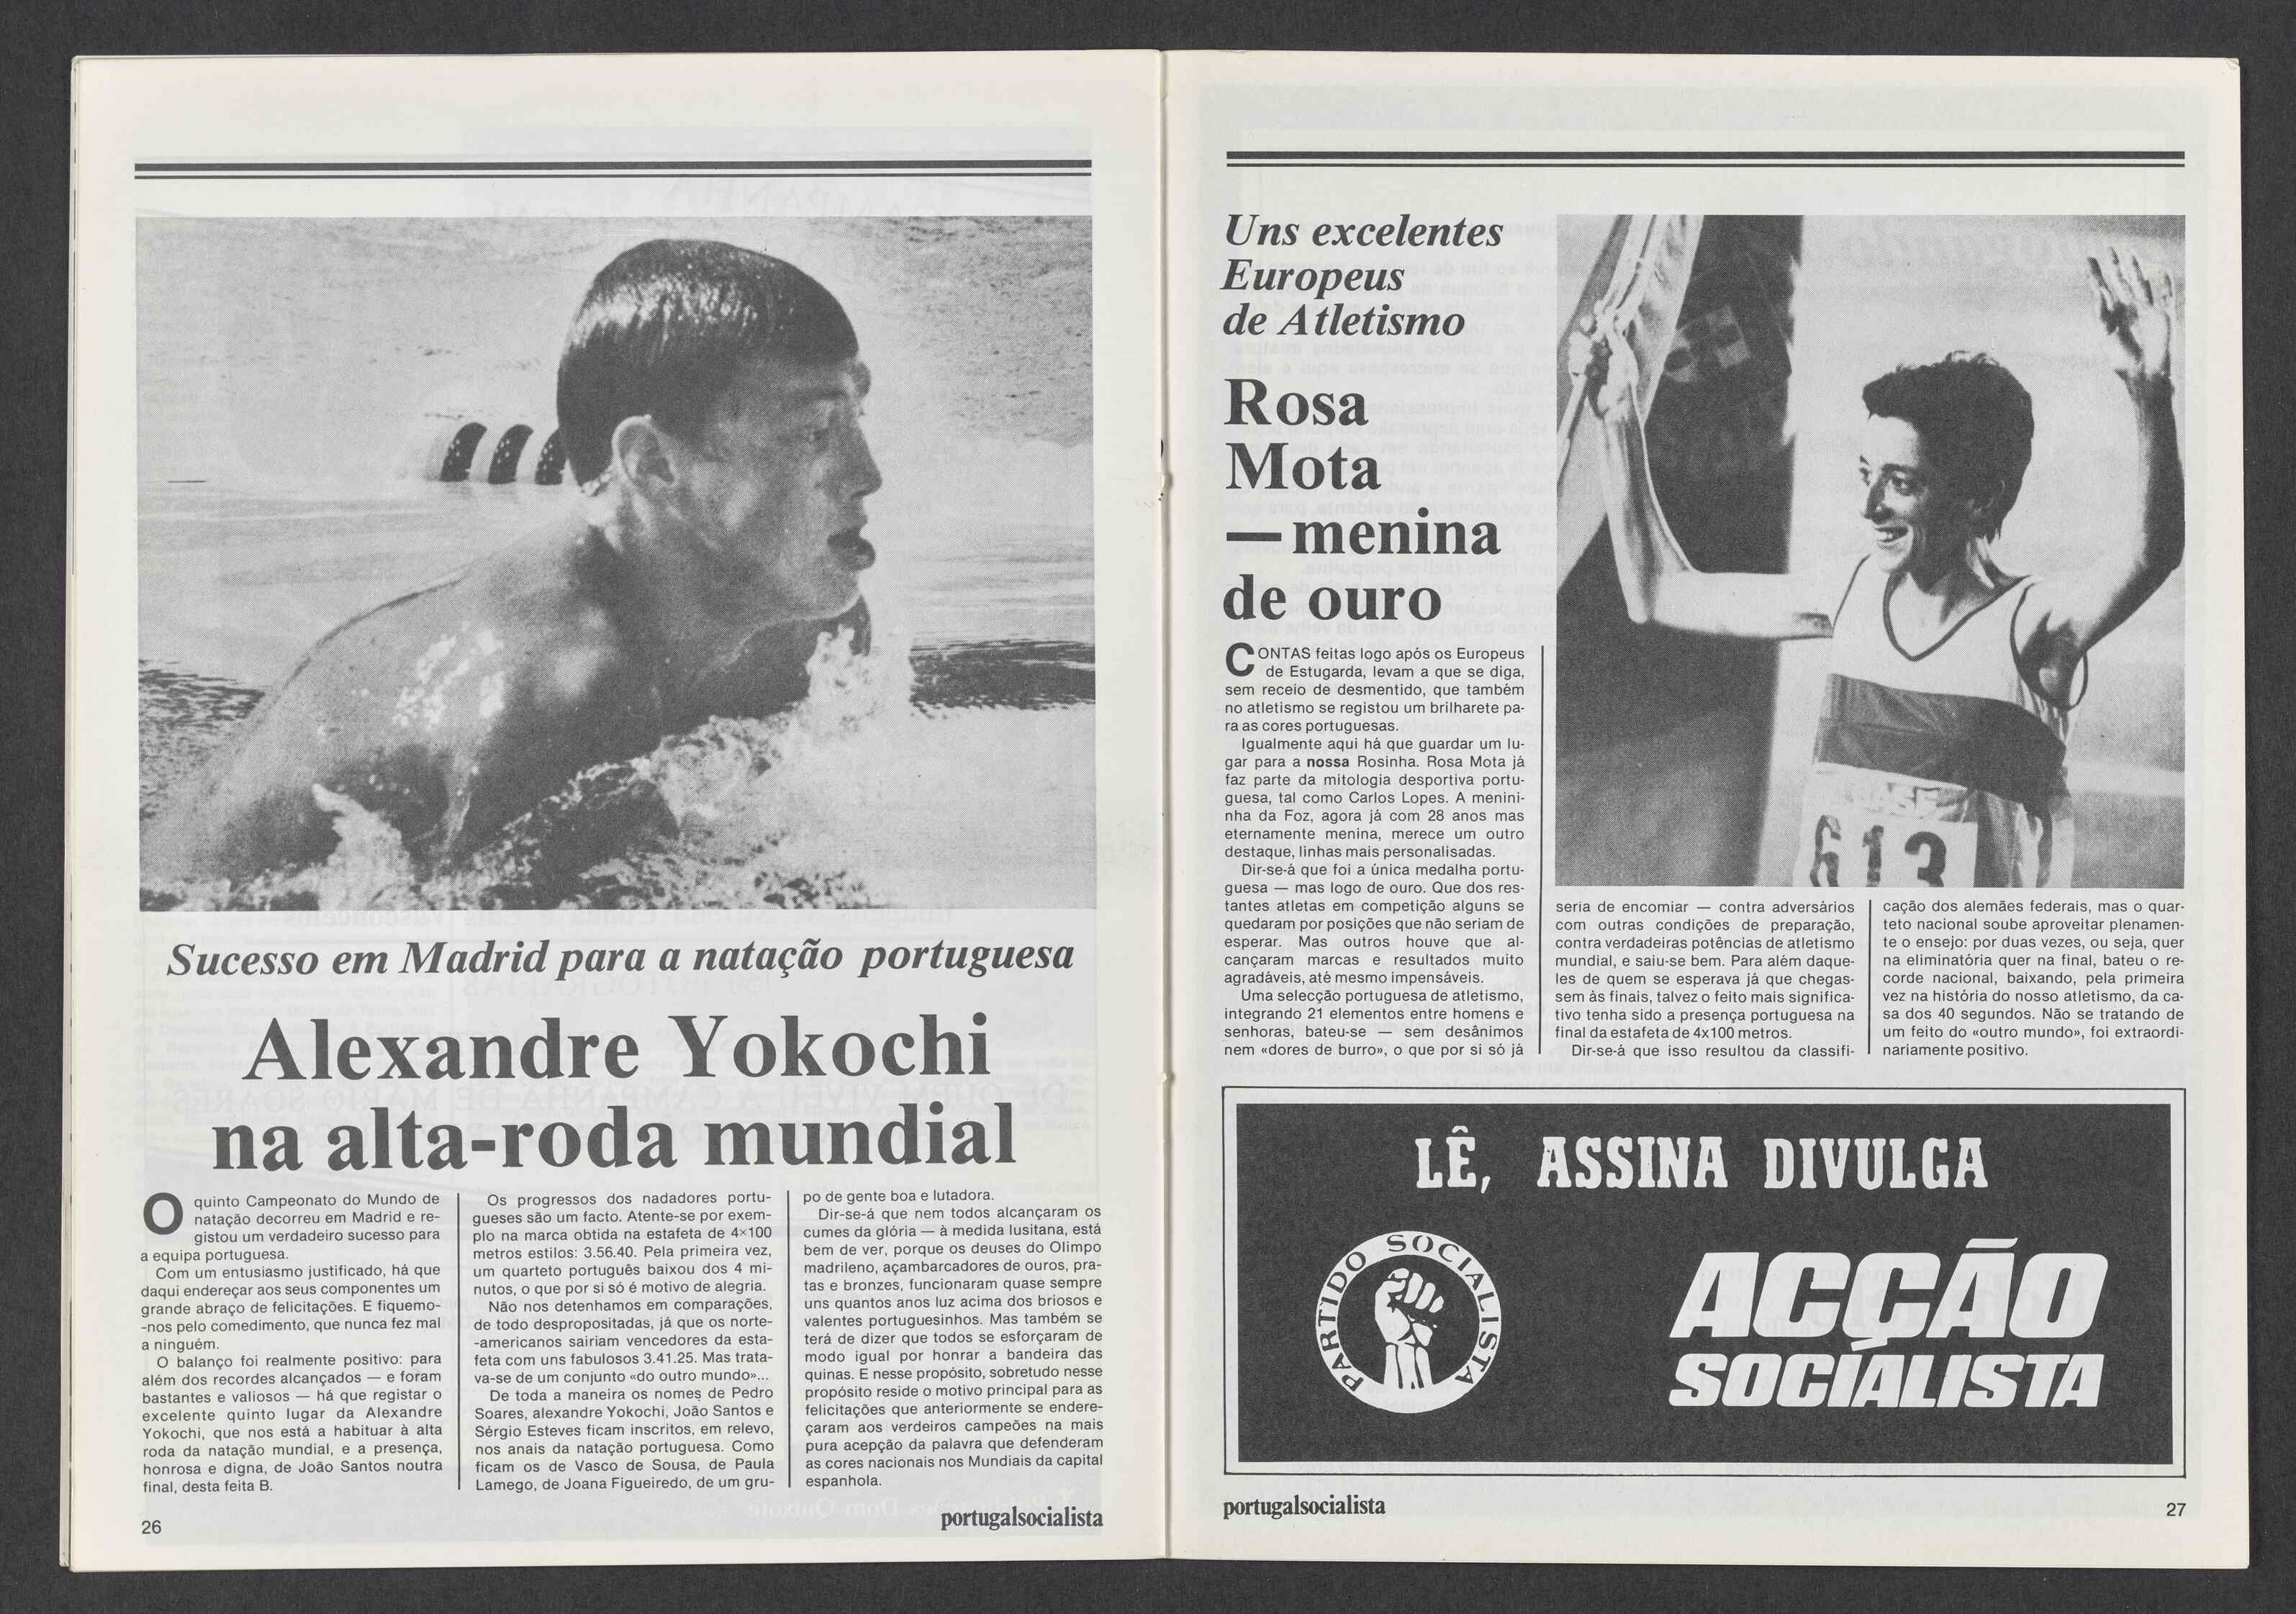 Sucesso em Madrid para a natação portuguesa
Alexandre Yokochi
na alta-roda mundial
O quinto Campeonato do Mundo de
natação decorreu em Madrid e re-
gistou um verdadeiro sucesso para
a equipa portuguesa.
Com um entusiasmo justificado, há que
daqui endereçar aos seus componentes um
grande abraço de felicitações. E fiquemo-
-nos pelo comedimento, que nunca fez mal
a ninguém.
O balanço foi realmente positivo: para
além dos recordes alcançados — e foram
bastantes e valiosos — há que registar o
excelente quinto lugar da Alexandre
Yokochi, que nos está a habituar à alta
roda da natação mundial, e a presença,
honrosa e digna, de João Santos noutra
final, desta feita B.
Os progressos dos nadadores portu-
gueses são um facto. Atente-se por exem-
plo na marca obtida na estafeta de 4×100
metros estilos: 3.56.40. Pela primeira vez,
um quarteto português baixou dos 4 mi-
nutos, o que por si só é motivo de alegria.
Não nos detenhamos em comparações,
de todo despropositadas, já que os norte-
-americanos sairiam vencedores da esta-
feta com uns fabulosos 3.41.25. Mas trata-
va-se de um conjunto «do outro mundo»...
De toda a maneira os nomes de Pedro
Soares, alexandre Yokochi, João Santos e
Sérgio Esteves ficam inscritos, em relevo,
nos anais da natação portuguesa. Como
ficam os de Vasco de Sousa, de Paula
Lamego, de Joana Figueiredo, de um gru-
po de gente boa e lutadora.
Dir-se-á que nem todos alcançaram os
cumes da glória — à medida lusitana, está
bem de ver, porque os deuses do Olimpo
madrileno, açambarcadores de ouros, pra-
tas e bronzes, funcionaram quase sempre
uns quantos anos luz acima dos briosos e
valentes portuguesinhos. Mas também se
terá de dizer que todos se esforçaram de
modo igual por honrar a bandeira das
quinas. E nesse propósito, sobretudo nesse
propósito reside o motivo principal para as
felicitações que anteriormente se endere-
çaram aos verdeiros campeões na mais
pura acepção da palavra que defenderam
as cores nacionais nos Mundiais da capital
espanhola.
26
portugalsocialista
Uns excelentes
Europeus
de Atletismo
Rosa
Mota
—menina
de ouro
613
CONTAS feitas logo após os Europeus
de Estugarda, levam a que se diga,
sem receio de desmentido, que também
no atletismo se registou um brilharete pa-
ra as cores portuguesas.
Igualmente aqui há que guardar um lu-
gar para a nossa Rosinha. Rosa Mota já
faz parte da mitologia desportiva portu-
guesa, tal como Carlos Lopes. A menini-
nha da Foz, agora já com 28 anos mas
eternamente menina, merece um outro
destaque, linhas mais personalisadas.
Dir-se-á que foi a única medalha portu-
guesa — mas logo de ouro. Que dos res-
tantes atletas em competição alguns se
quedaram por posições que não seriam de
esperar. Mas outros houve que al-
cançaram marcas e resultados muito
agradáveis, até mesmo impensáveis.
Uma selecção portuguesa de atletismo,
integrando 21 elementos entre homens e
senhoras, bateu-se — sem desânimos
nem «dores de burro», o que por si só já
seria de encomiar — contra adversários
com outras condições de preparação,
contra verdadeiras potências de atletismo
mundial, e saiu-se bem. Para além daque-
les de quem se esperava já que chegas-
sem às finais, talvez o feito mais significa-
tivo tenha sido a presença portuguesa na
final da estafeta de 4x100 metros.
Dir-se-á que isso resultou da classifi-
cação dos alemães federais, mas o quar-
teto nacional soube aproveitar plenamen-
te o ensejo: por duas vezes, ou seja, quer
na eliminatória quer na final, bateu o re-
corde nacional, baixando, pela primeira
vez na história do nosso atletismo, da ca-
sa dos 40 segundos. Não se tratando de
um feito do «outro mundo», foi extraordi-
nariamente positivo.
LÊ, ASSINA DIVULGA
PARTIDO SOCIALISTA
ACÇÃO
SOCIALISTA
portugalsocialista
27